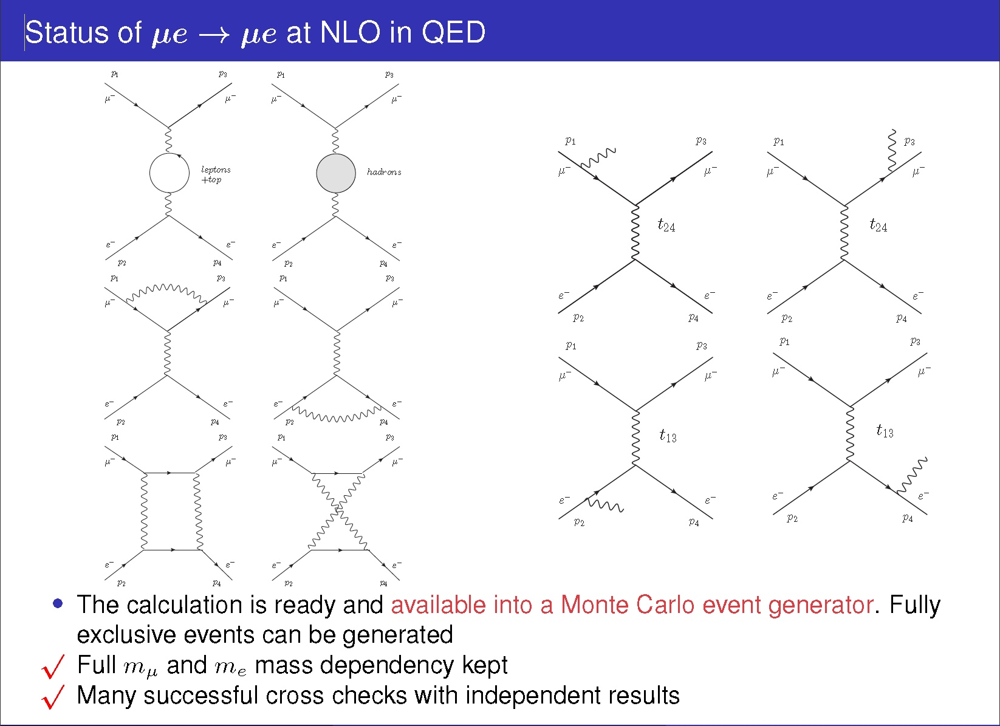 Status of μe → μe at NLO in QED
p₁ p₃ p₁ p₃
μ⁻ μ⁻ μ⁻ μ⁻
leptons
+top
hadrons
e⁻ e⁻ e⁻ e⁻
p₂ p₄ p₂ p₄
p₁ p₃ p₁ p₃
μ⁻ μ⁻ μ⁻ μ⁻
e⁻ e⁻ e⁻ e⁻
p₂ p₄ p₂ p₄
p₁ p₃ p₁ p₃
μ⁻ μ⁻ μ⁻ μ⁻
e⁻ e⁻ e⁻ e⁻
p₂ p₄ p₂ p₄
p₁ p₃ p₁ p₃
μ⁻ μ⁻ μ⁻ μ⁻
t₂₄ t₂₄
e⁻ e⁻ e⁻ e⁻
p₂ p₄ p₂ p₄
p₁ p₃ p₁ p₃
μ⁻ μ⁻ μ⁻ μ⁻
t₁₃ t₁₃
e⁻ e⁻ e⁻ e⁻
p₂ p₄ p₂ p₄
• The calculation is ready and available into a Monte Carlo event generator. Fully
exclusive events can be generated
✓ Full m_μ and m_e mass dependency kept
✓ Many successful cross checks with independent results